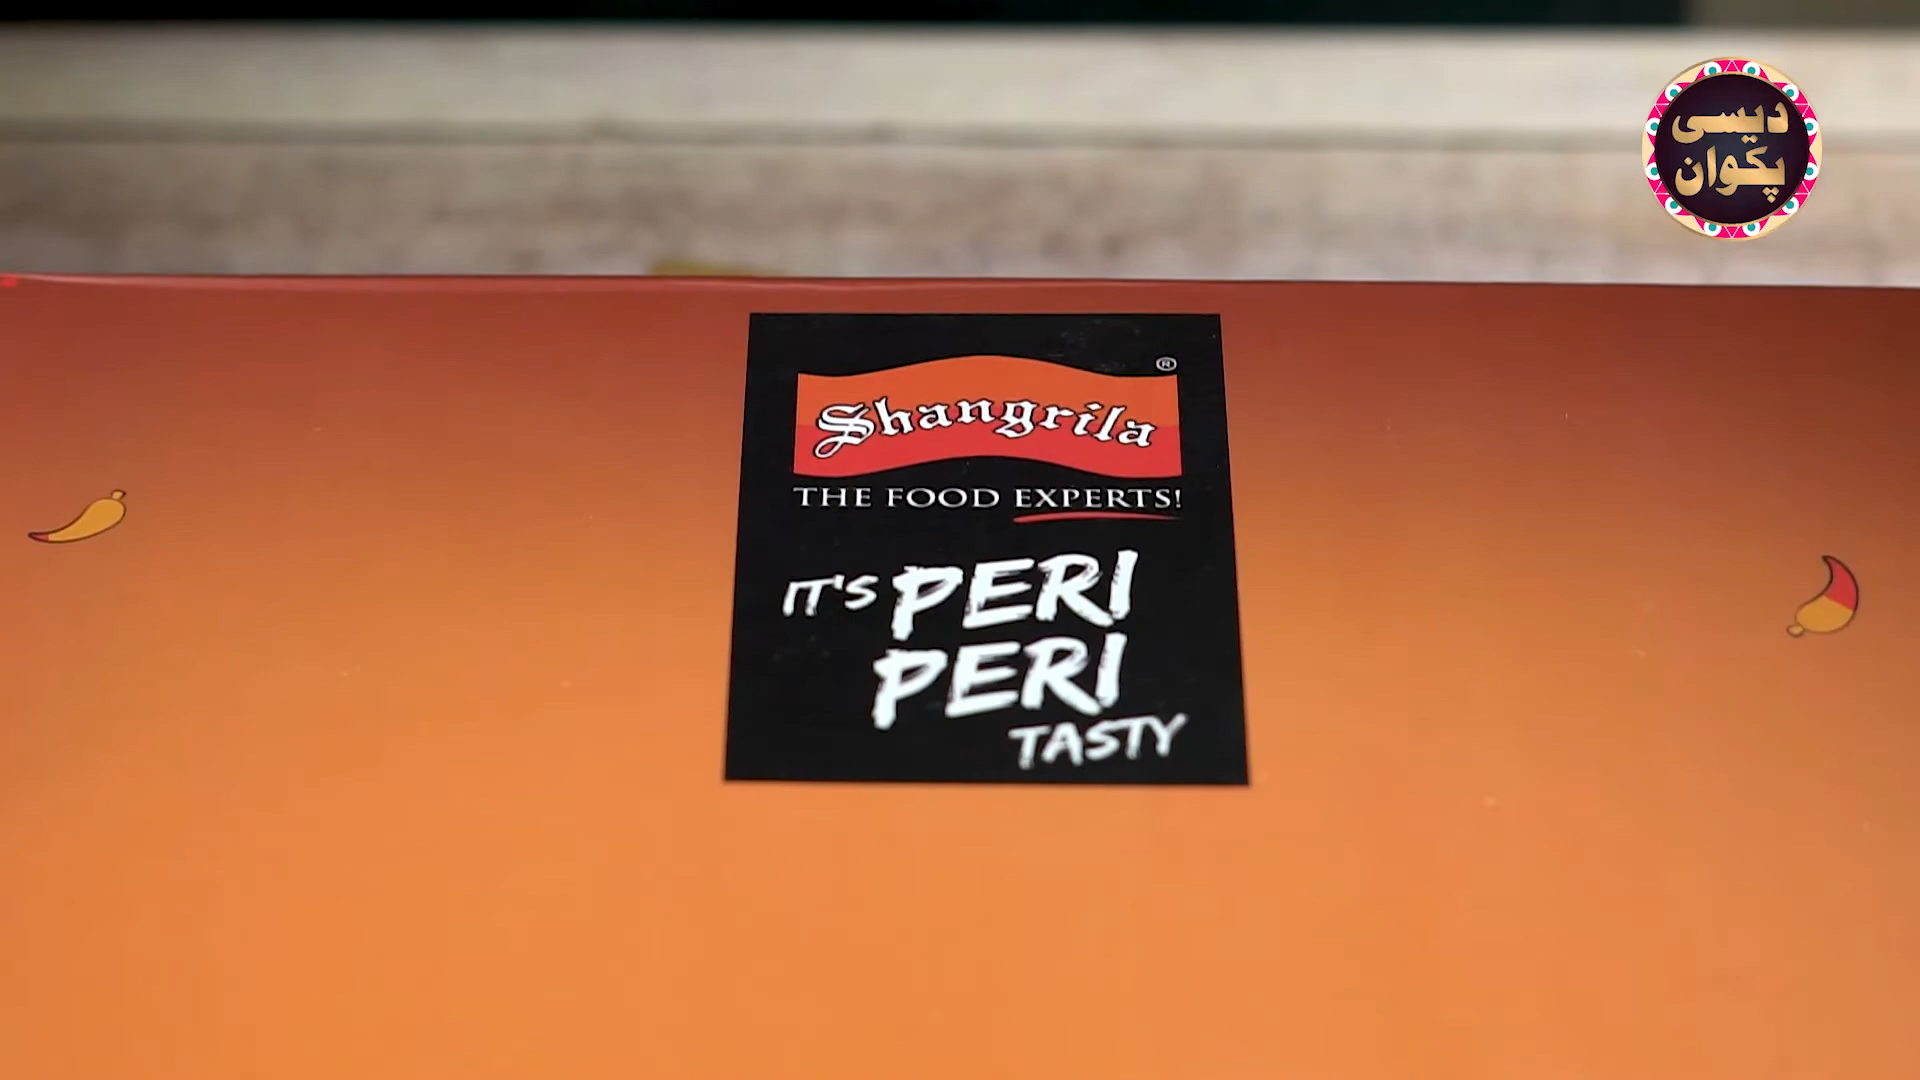 دیسی
پکوان
Shangrila®
THE FOOD EXPERTS!
IT'S PERI
PERI
TASTY